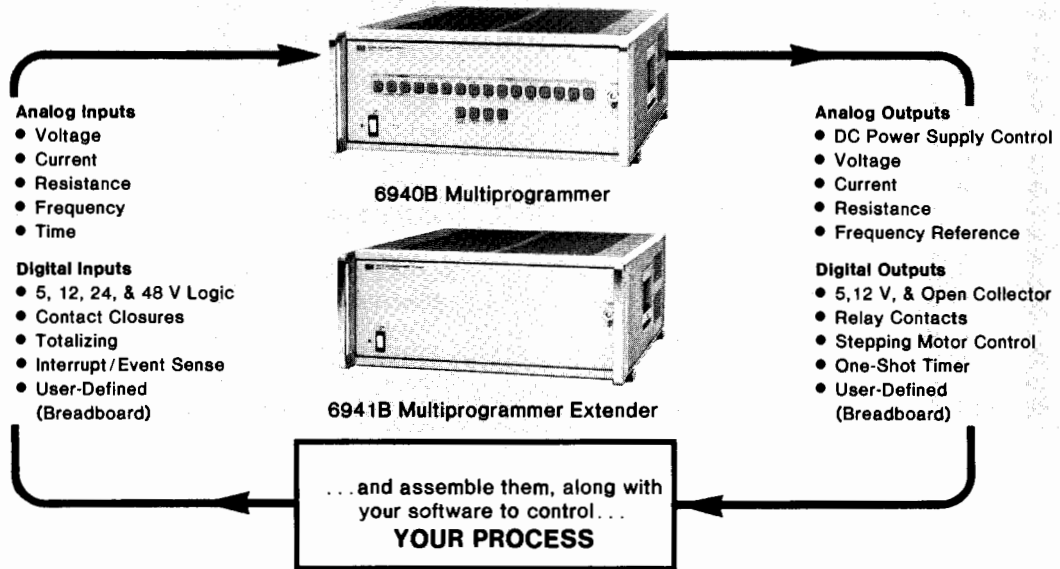 Analog Inputs
● Voltage
● Current
● Resistance
● Frequency
● Time
Digital Inputs
● 5, 12, 24, & 48 V Logic
● Contact Closures
● Totalizing
● Interrupt/Event Sense
● User-Defined
(Breadboard)
6940B Multiprogrammer
6941B Multiprogrammer Extender
Analog Outputs
● DC Power Supply Control
● Voltage
● Current
● Resistance
● Frequency Reference
Digital Outputs
● 5,12 V, & Open Collector
● Relay Contacts
● Stepping Motor Control
● One-Shot Timer
● User-Defined
(Breadboard)
...and assemble them, along with
your software to control...
YOUR PROCESS